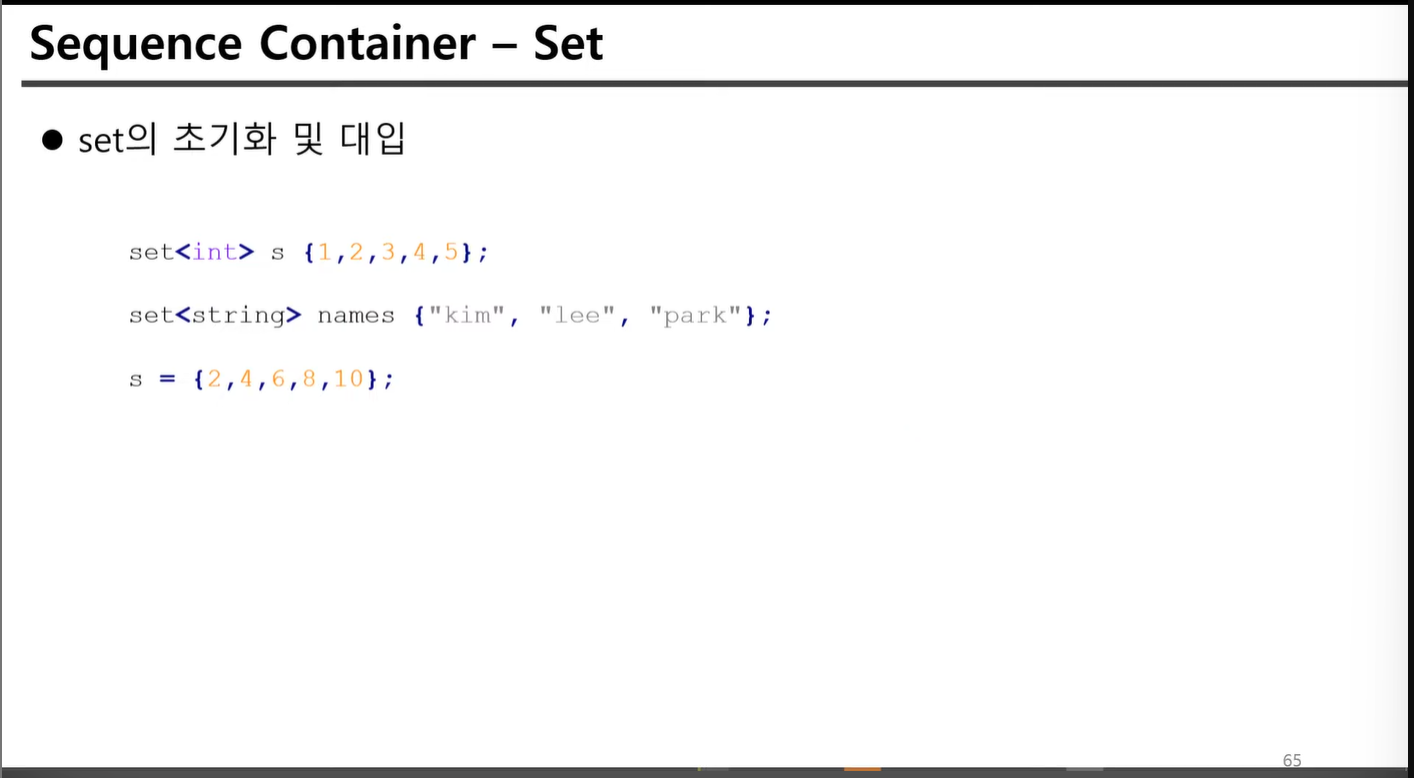 Sequence Container – Set
● set의 초기화 및 대입
set<int> s {1,2,3,4,5};
set<string> names {"kim", "lee", "park"};
s = {2,4,6,8,10};
65